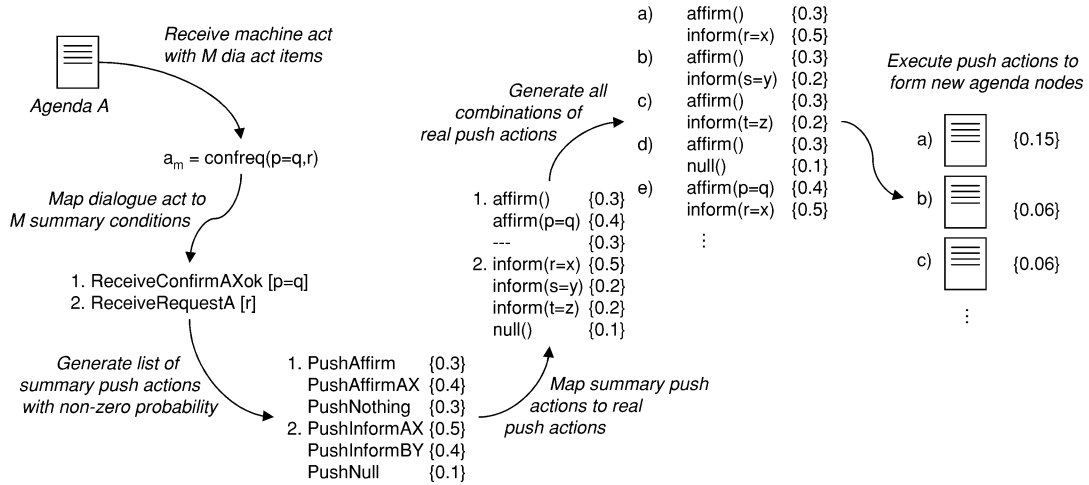 Receive machine act
with M dia act items
Agenda A
a_m = confreq(p=q,r)
Map dialogue act to
M summary conditions
1. ReceiveConfirmAXok [p=q]
2. ReceiveRequestA [r]
Generate list of
summary push actions
with non-zero probability
1. PushAffirm {0.3}
PushAffirmAX {0.4}
PushNothing {0.3}
2. PushInformAX {0.5}
PushInformBY {0.4}
PushNull {0.1}
Map summary push
actions to real
push actions
1. affirm() {0.3}
affirm(p=q) {0.4}
--- {0.3}
2. inform(r=x) {0.5}
inform(s=y) {0.2}
inform(t=z) {0.2}
null() {0.1}
Generate all
combinations of
real push actions
a) affirm() {0.3}
inform(r=x) {0.5}
b) affirm() {0.3}
inform(s=y) {0.2}
c) affirm() {0.3}
inform(t=z) {0.2}
d) affirm() {0.3}
null() {0.1}
e) affirm(p=q) {0.4}
inform(r=x) {0.5}
⋮
Execute push actions to
form new agenda nodes
a) {0.15}
b) {0.06}
c) {0.06}
⋮